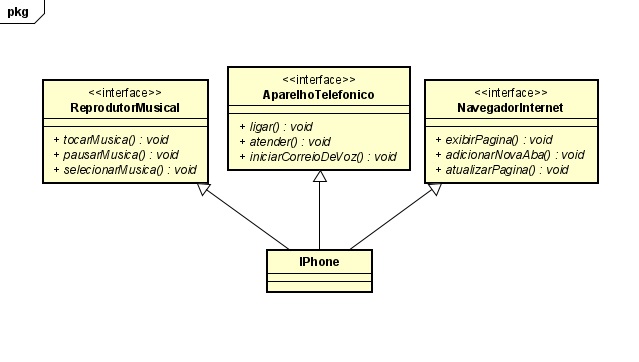 pkg
<<interface>>
ReprodutorMusical
+ tocarMusica() : void
+ pausarMusica() : void
+ selecionarMusica() : void
<<interface>>
AparelhoTelefonico
+ ligar() : void
+ atender() : void
+ iniciarCorreioDeVoz() : void
<<interface>>
NavegadorInternet
+ exibirPagina() : void
+ adicionarNovaAba() : void
+ atualizarPagina() : void
IPhone